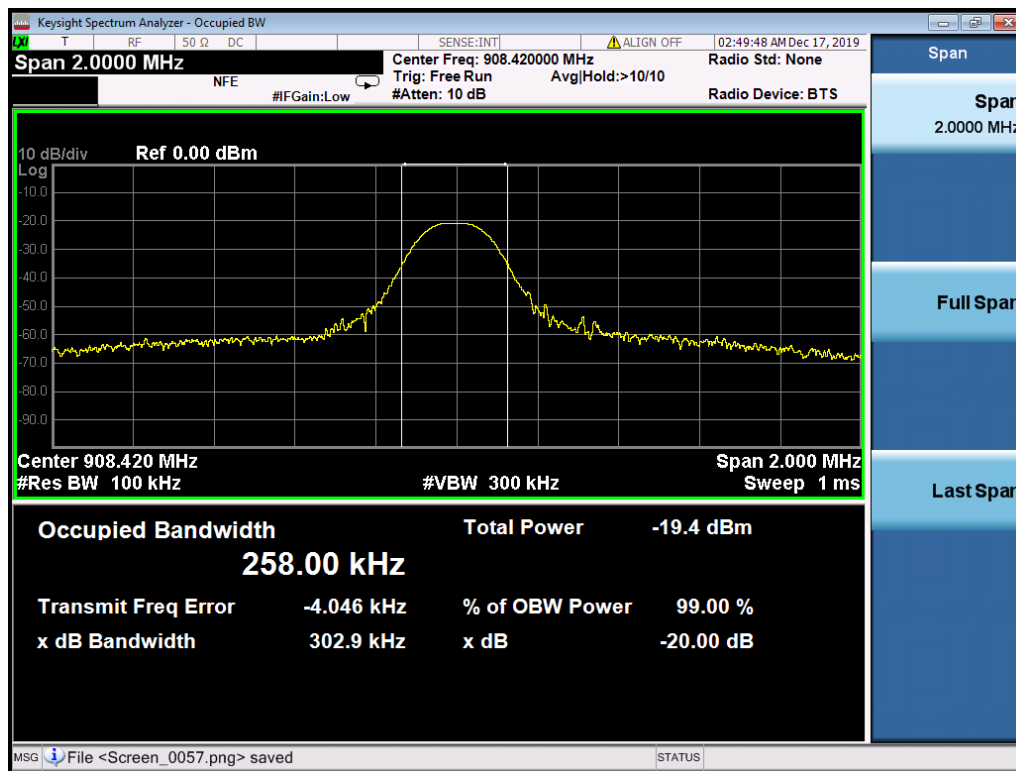 Keysight Spectrum Analyzer - Occupied BW
LXI T RF 50 Ω DC SENSE:INT ALIGN OFF 02:49:48 AM Dec 17, 2019
Span 2.0000 MHz Center Freq: 908.420000 MHz Radio Std: None
NFE Trig: Free Run Avg|Hold:>10/10
#IFGain:Low #Atten: 10 dB Radio Device: BTS
Span
Span
2.0000 MHz
Full Span
Last Span
10 dB/div Ref 0.00 dBm
Log
-10.0
-20.0
-30.0
-40.0
-50.0
-60.0
-70.0
-80.0
-90.0
Center 908.420 MHz Span 2.000 MHz
#Res BW 100 kHz #VBW 300 kHz Sweep 1 ms
Occupied Bandwidth Total Power -19.4 dBm
258.00 kHz
Transmit Freq Error -4.046 kHz % of OBW Power 99.00 %
x dB Bandwidth 302.9 kHz x dB -20.00 dB
MSG File <Screen_0057.png> saved STATUS